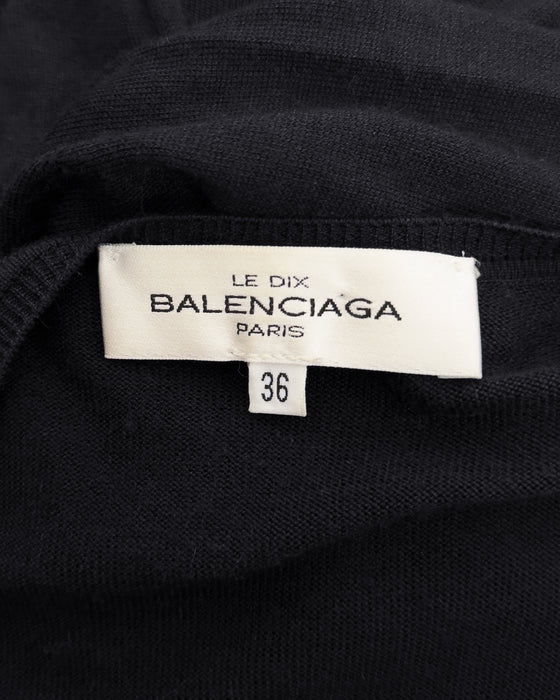 LE DIX
BALENCIAGA
PARIS
36